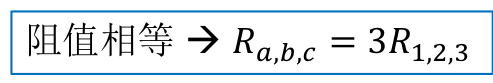 阻值相等 → R_{a,b,c} = 3R_{1,2,3}